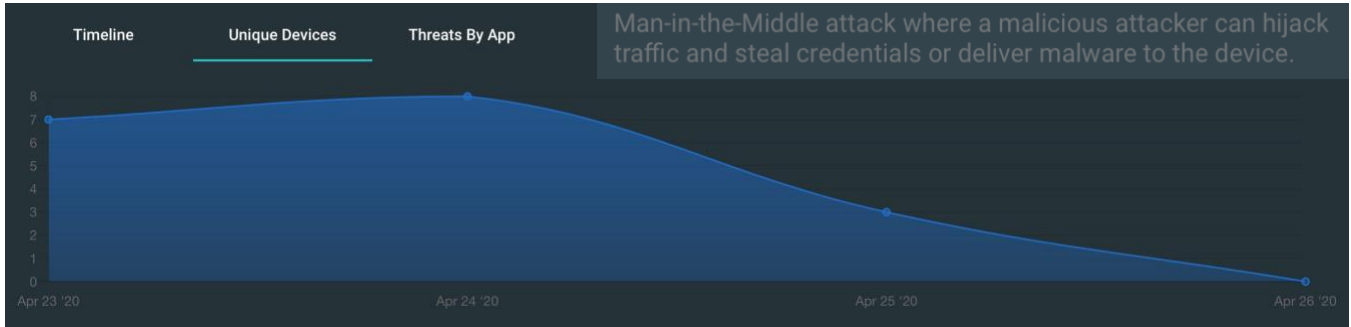 Timeline
Unique Devices
Threats By App
Man-in-the-Middle attack where a malicious attacker can hijack
traffic and steal credentials or deliver malware to the device.
8
7
6
5
4
3
2
1
0
Apr 23 '20
Apr 24 '20
Apr 25 '20
Apr 26 '20